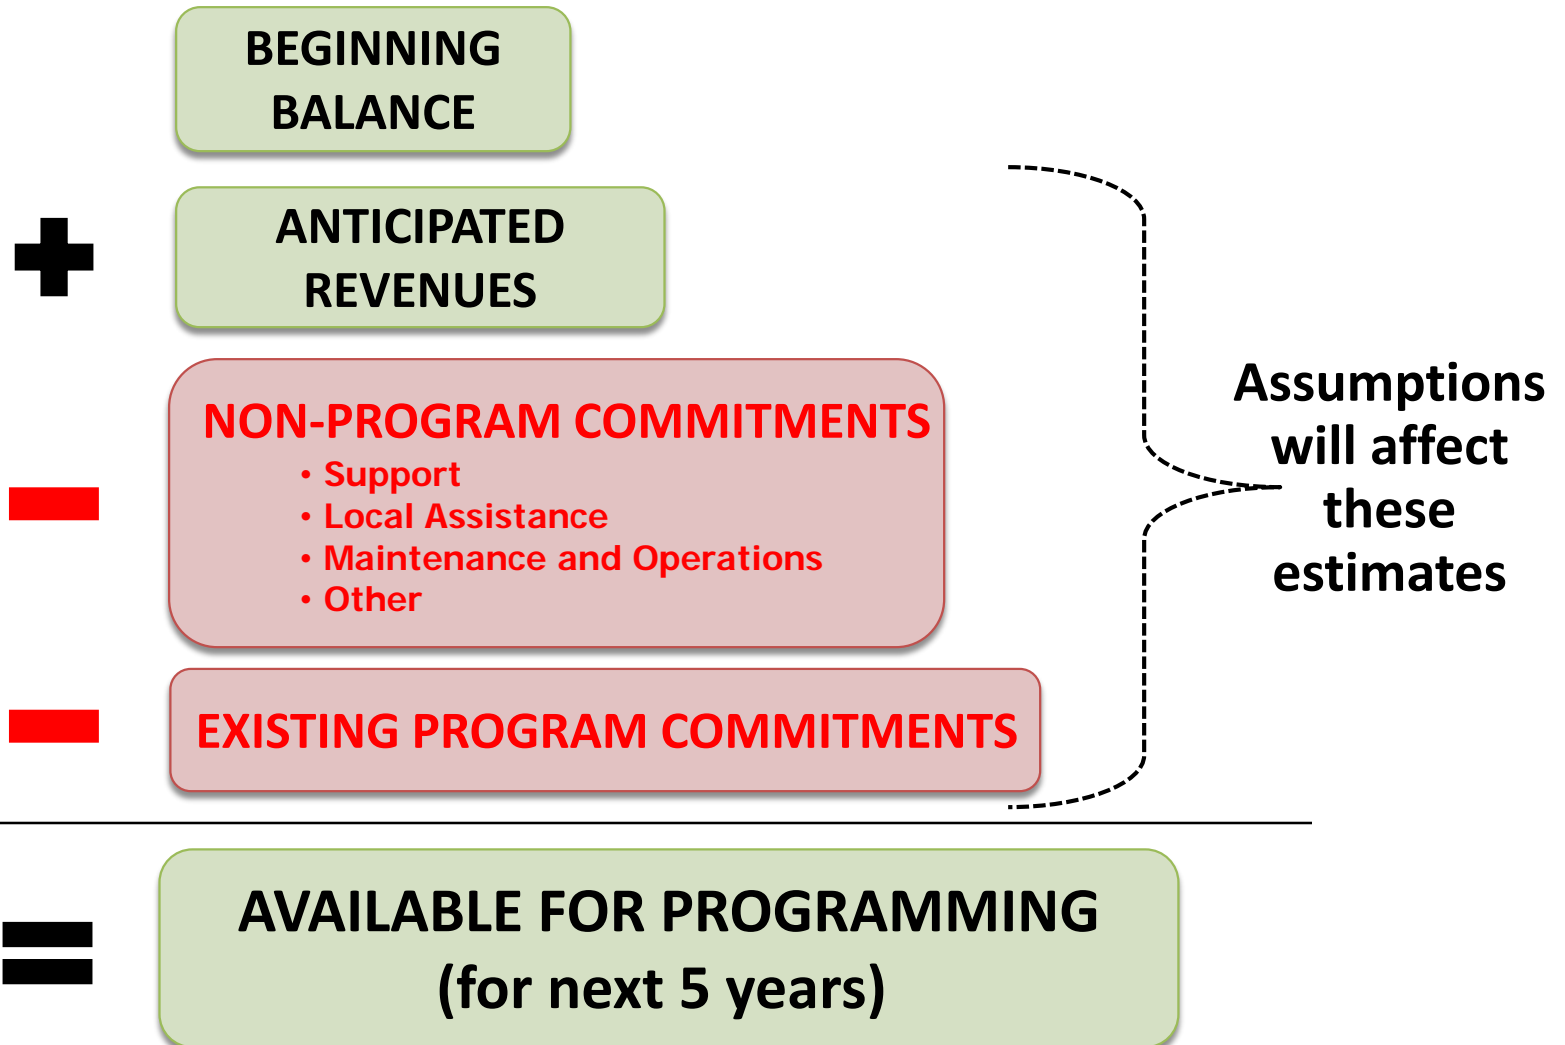 BEGINNING
BALANCE
ANTICIPATED
REVENUES
NON-PROGRAM COMMITMENTS
• Support
• Local Assistance
• Maintenance and Operations
• Other
EXISTING PROGRAM COMMITMENTS
Assumptions
will affect
these
estimates
AVAILABLE FOR PROGRAMMING
(for next 5 years)